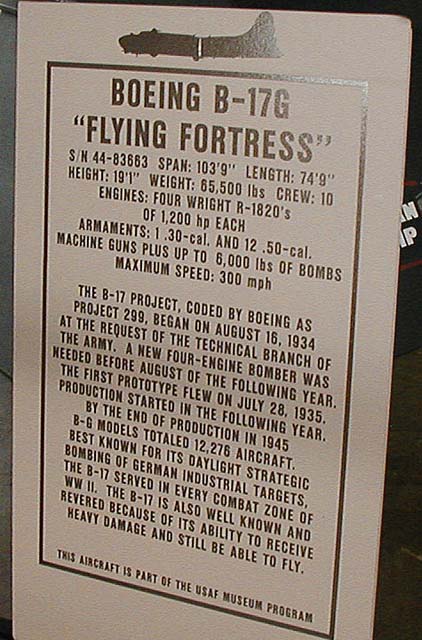 BOEING B-17G
"FLYING FORTRESS"
S/N 44-83663 SPAN: 103'9" LENGTH: 74'9"
HEIGHT: 19'1" WEIGHT: 65,500 lbs CREW: 10
ENGINES: FOUR WRIGHT R-1820's
OF 1,200 hp EACH
ARMAMENTS: 1 .30-cal. AND 12 .50-cal.
MACHINE GUNS PLUS UP TO 6,000 lbs OF BOMBS
MAXIMUM SPEED: 300 mph
THE B-17 PROJECT, CODED BY BOEING AS
PROJECT 299, BEGAN ON AUGUST 16, 1934
AT THE REQUEST OF THE TECHNICAL BRANCH OF
THE ARMY. A NEW FOUR-ENGINE BOMBER WAS
NEEDED BEFORE AUGUST OF THE FOLLOWING YEAR.
THE FIRST PROTOTYPE FLEW ON JULY 28, 1935.
PRODUCTION STARTED IN THE FOLLOWING YEAR.
BY THE END OF PRODUCTION IN 1945
B-G MODELS TOTALED 12,276 AIRCRAFT.
BEST KNOWN FOR ITS DAYLIGHT STRATEGIC
BOMBING OF GERMAN INDUSTRIAL TARGETS,
THE B-17 SERVED IN EVERY COMBAT ZONE OF
WW II. THE B-17 IS ALSO WELL KNOWN AND
REVERED BECAUSE OF ITS ABILITY TO RECEIVE
HEAVY DAMAGE AND STILL BE ABLE TO FLY.
THIS AIRCRAFT IS PART OF THE USAF MUSEUM PROGRAM